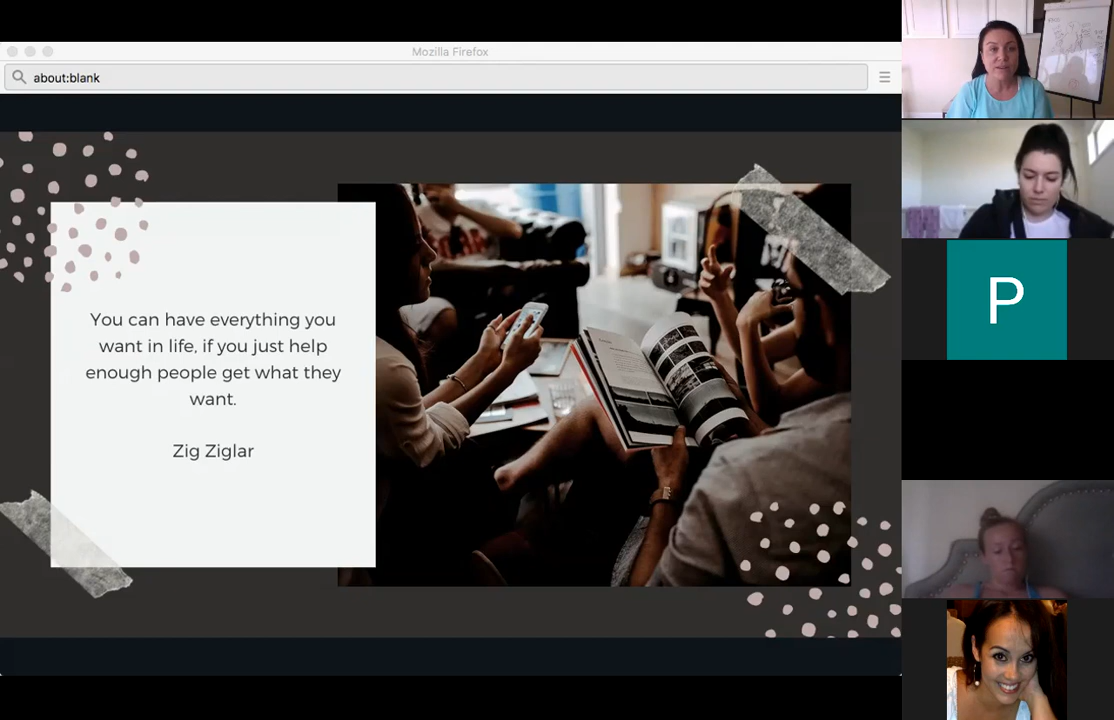 Mozilla Firefox
about:blank
You can have everything you
want in life, if you just help
enough people get what they
want.
Zig Ziglar
P